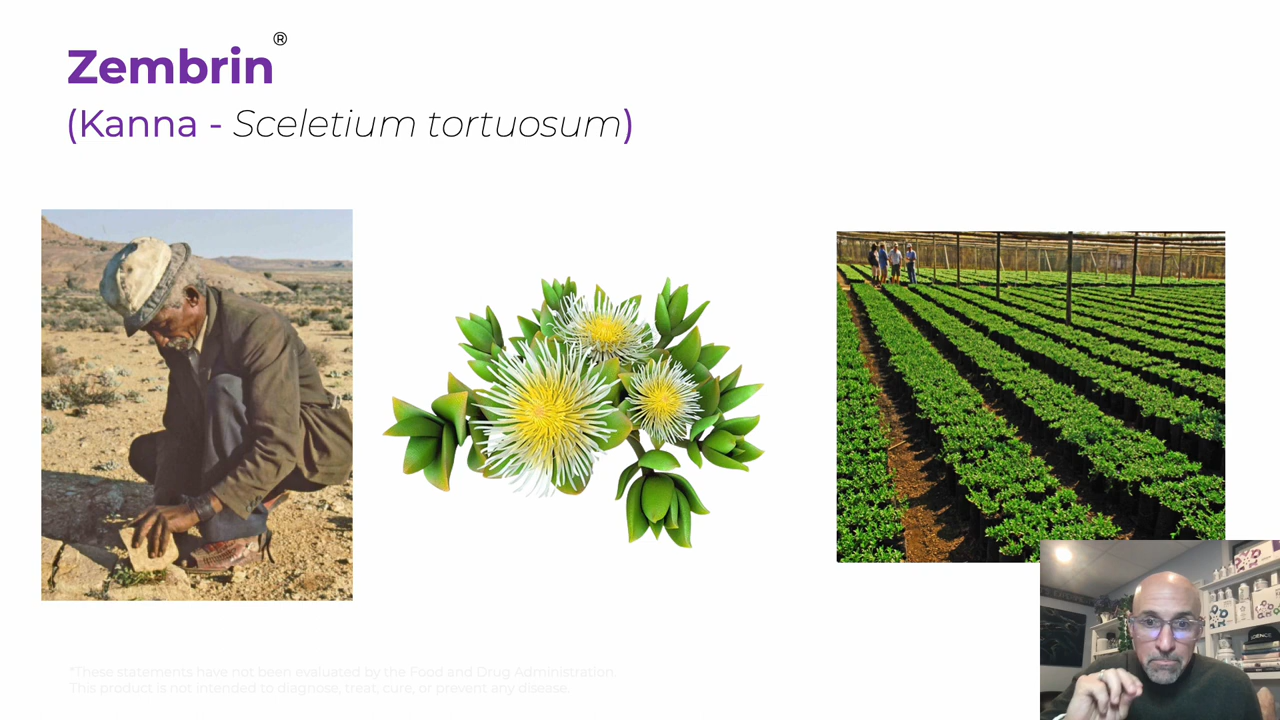 Zembrin®
(Kanna - Sceletium tortuosum)
*These statements have not been evaluated by the Food and Drug Administration.
This product is not intended to diagnose, treat, cure, or prevent any disease.
SCIENCE